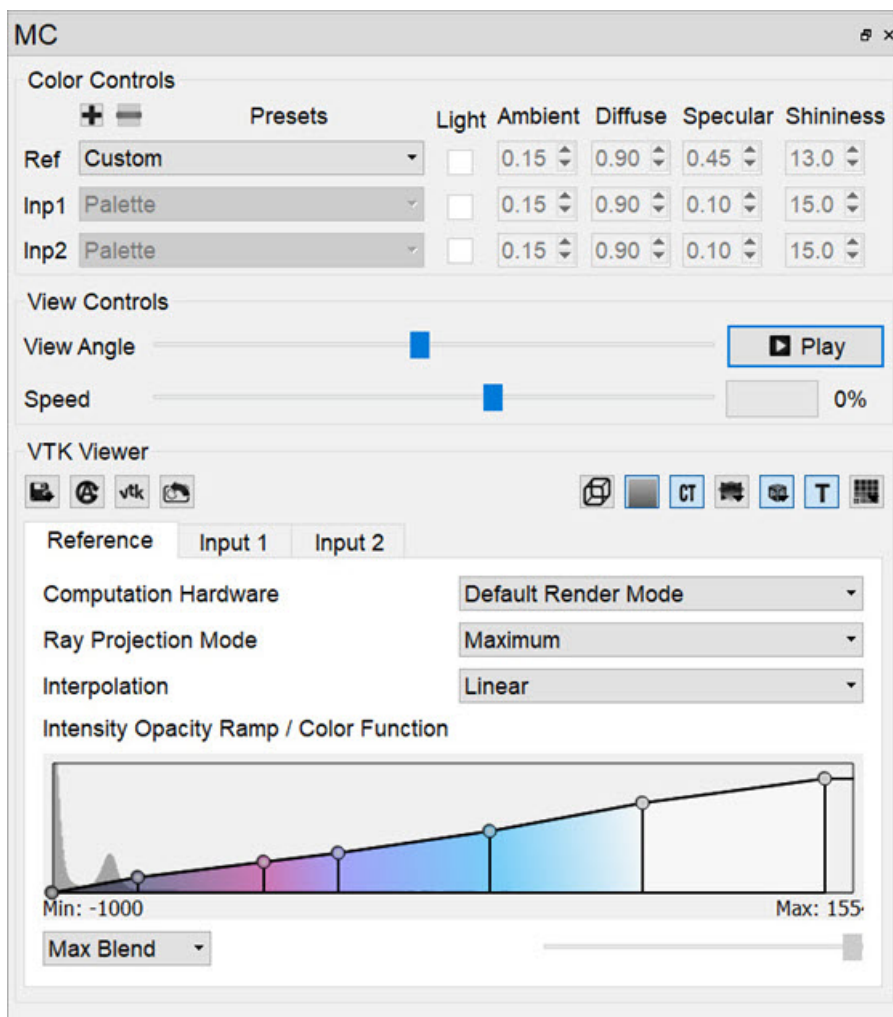 MC
Color Controls
Presets Light Ambient Diffuse Specular Shininess
Ref Custom 0.15 0.90 0.45 13.0
Inp1 Palette 0.15 0.90 0.10 15.0
Inp2 Palette 0.15 0.90 0.10 15.0
View Controls
View Angle Play
Speed 0%
VTK Viewer
A vtk CT T
Reference Input 1 Input 2
Computation Hardware Default Render Mode
Ray Projection Mode Maximum
Interpolation Linear
Intensity Opacity Ramp / Color Function
Min: -1000 Max: 155
Max Blend